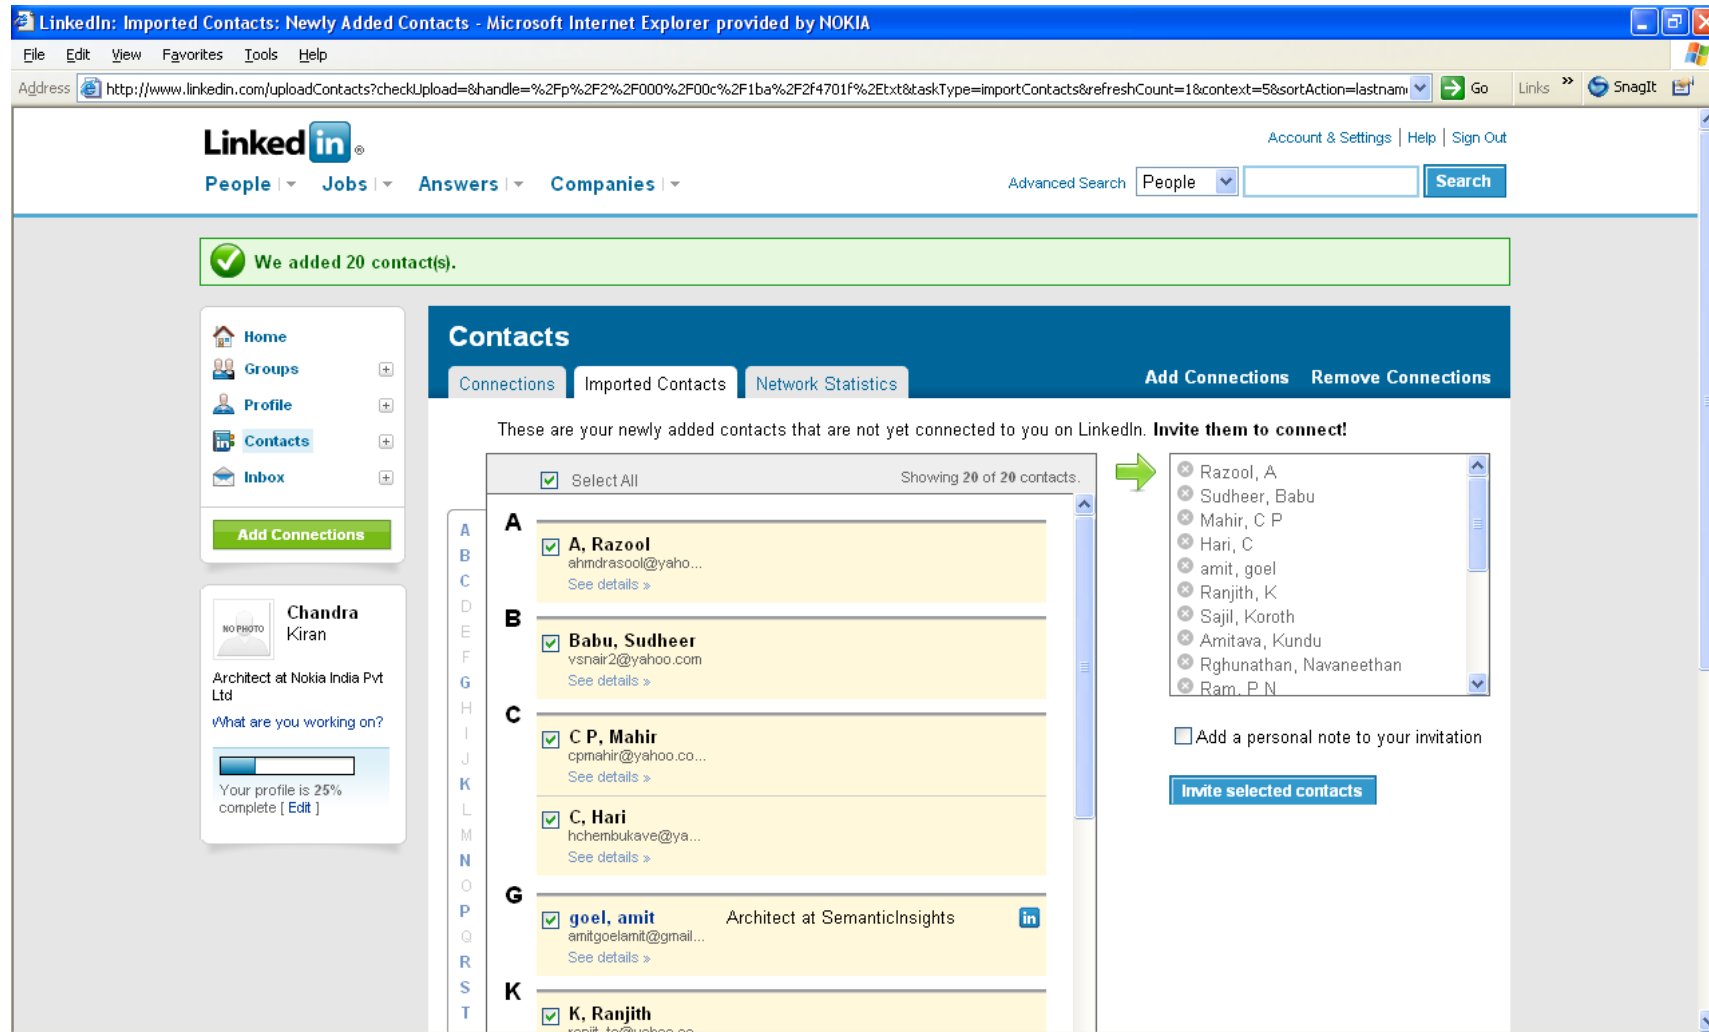 LinkedIn: Imported Contacts: Newly Added Contacts - Microsoft Internet Explorer provided by NOKIA
File Edit View Favorites Tools Help
Address http://www.linkedin.com/uploadContacts?checkUpload=&handle=%2Fp%2F2%2F000%2F00c%2F1ba%2F2f4701f%2Etxt&taskType=importContacts&refreshCount=1&context=5&sortAction=lastnam Go Links » SnagIt
Linked in ®
Account & Settings | Help | Sign Out
People Jobs Answers Companies
Advanced Search People Search
We added 20 contact(s).
Home
Groups
Profile
Contacts
Inbox
Add Connections
NO PHOTO
Chandra
Kiran
Architect at Nokia India Pvt
Ltd
What are you working on?
Your profile is 25%
complete [ Edit ]
Contacts
Connections Imported Contacts Network Statistics
Add Connections Remove Connections
These are your newly added contacts that are not yet connected to you on LinkedIn. Invite them to connect!
Select All
Showing 20 of 20 contacts.
A
B
C
D
E
F
G
H
I
J
K
L
M
N
O
P
Q
R
S
T
A
A, Razool
ahmdrasool@yaho...
See details »
B
Babu, Sudheer
vsnair2@yahoo.com
See details »
C
C P, Mahir
cpmahir@yahoo.co...
See details »
C, Hari
hchembukave@ya...
See details »
G
goel, amit Architect at SemanticInsights in
amitgoelamit@gmail...
See details »
K
K, Ranjith
Razool, A
Sudheer, Babu
Mahir, C P
Hari, C
amit, goel
Ranjith, K
Sajil, Koroth
Amitava, Kundu
Rghunathan, Navaneethan
Ram, P N
Add a personal note to your invitation
Invite selected contacts